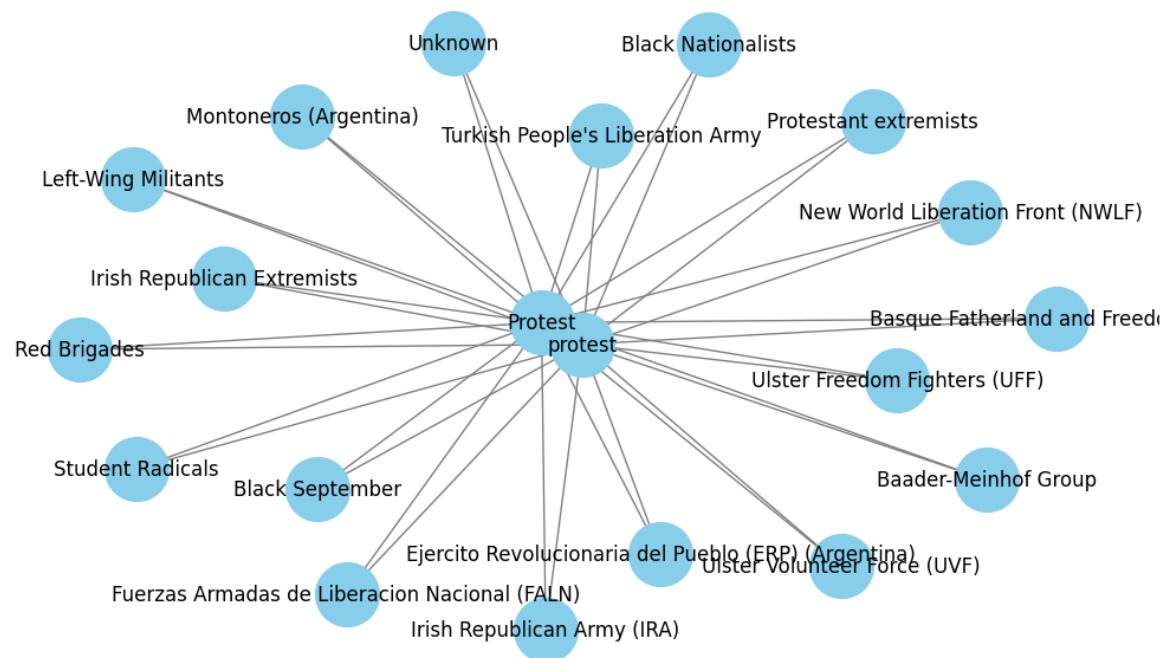 Unknown
Black Nationalists
Montoneros (Argentina)
Turkish People's Liberation Army
Protestant extremists
Left-Wing Militants
New World Liberation Front (NWLF)
Irish Republican Extremists
Protest
Basque Fatherland and
protest
Red Brigades
Ulster Freedom Fighters (UFF)
Student Radicals
Black September
Baader-Meinhof Group
Ejercito Revolucionaria del Pueblo (ERP) (Argentina)
Ulster Volunteer Force (UVF)
Fuerzas Armadas de Liberacion Nacional (FALN)
Irish Republican Army (IRA)